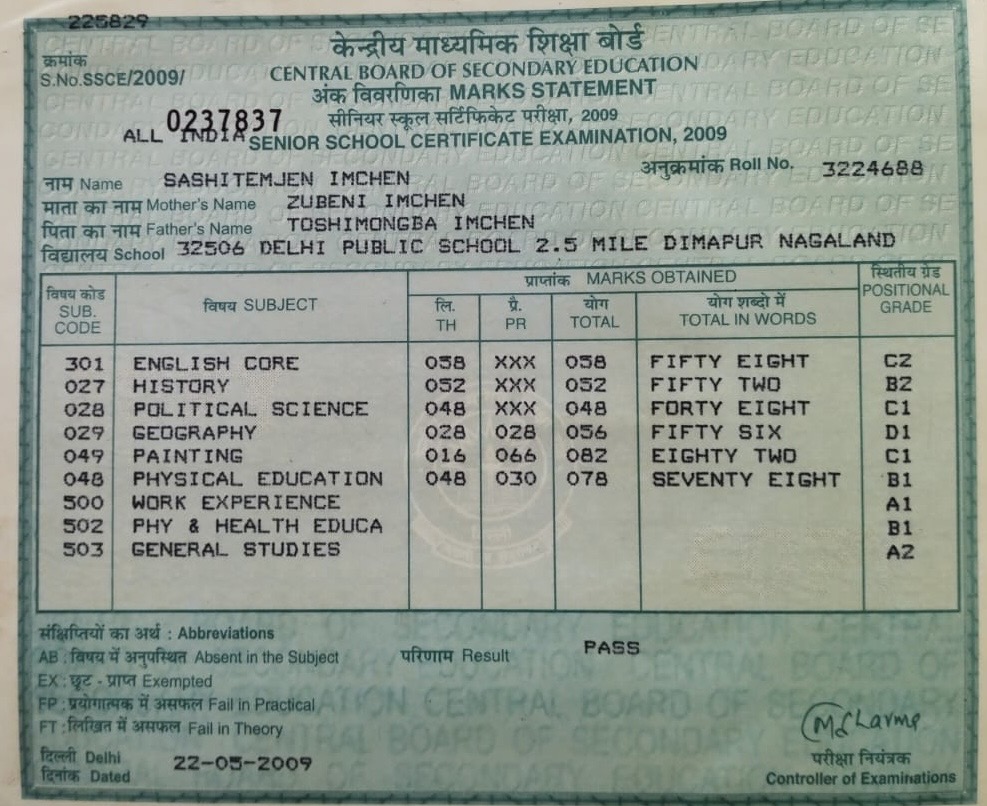 225829
केन्द्रीय माध्यमिक शिक्षा बोर्ड
क्रमांक
S.No.SSCE/2009/
CENTRAL BOARD OF SECONDARY EDUCATION
अंक विवरणिका MARKS STATEMENT
0237837
सीनियर स्कूल सर्टिफिकेट परीक्षा, 2009
ALL INDIA SENIOR SCHOOL CERTIFICATE EXAMINATION, 2009
अनुक्रमांक Roll No. 3224688
नाम Name SASHITEMJEN IMCHEN
माता का नाम Mother's Name ZUBENI IMCHEN
पिता का नाम Father's Name TOSHIMONGBA IMCHEN
विद्यालय School 32506 DELHI PUBLIC SCHOOL 2.5 MILE DIMAPUR NAGALAND
विषय कोड SUB. CODE विषय SUBJECT प्राप्तांक MARKS OBTAINED स्थितीय ग्रेड POSITIONAL GRADE
लि. TH प्रै. PR योग TOTAL योग शब्दो में TOTAL IN WORDS
301 ENGLISH CORE 058 XXX 058 FIFTY EIGHT C2
027 HISTORY 052 XXX 052 FIFTY TWO B2
028 POLITICAL SCIENCE 048 XXX 048 FORTY EIGHT C1
029 GEOGRAPHY 028 028 056 FIFTY SIX D1
049 PAINTING 016 066 082 EIGHTY TWO C1
048 PHYSICAL EDUCATION 048 030 078 SEVENTY EIGHT B1
500 WORK EXPERIENCE A1
502 PHY & HEALTH EDUCA B1
503 GENERAL STUDIES A2
संक्षिप्तियों का अर्थ : Abbreviations
AB : विषय में अनुपस्थित Absent in the Subject परिणाम Result PASS
EX : छूट - प्राप्त Exempted
FP : प्रयोगात्मक में असफल Fail in Practical
FT : लिखित में असफल Fail in Theory
दिल्ली Delhi
दिनांक Dated 22-05-2009
M Sharma
परीक्षा नियंत्रक
Controller of Examinations